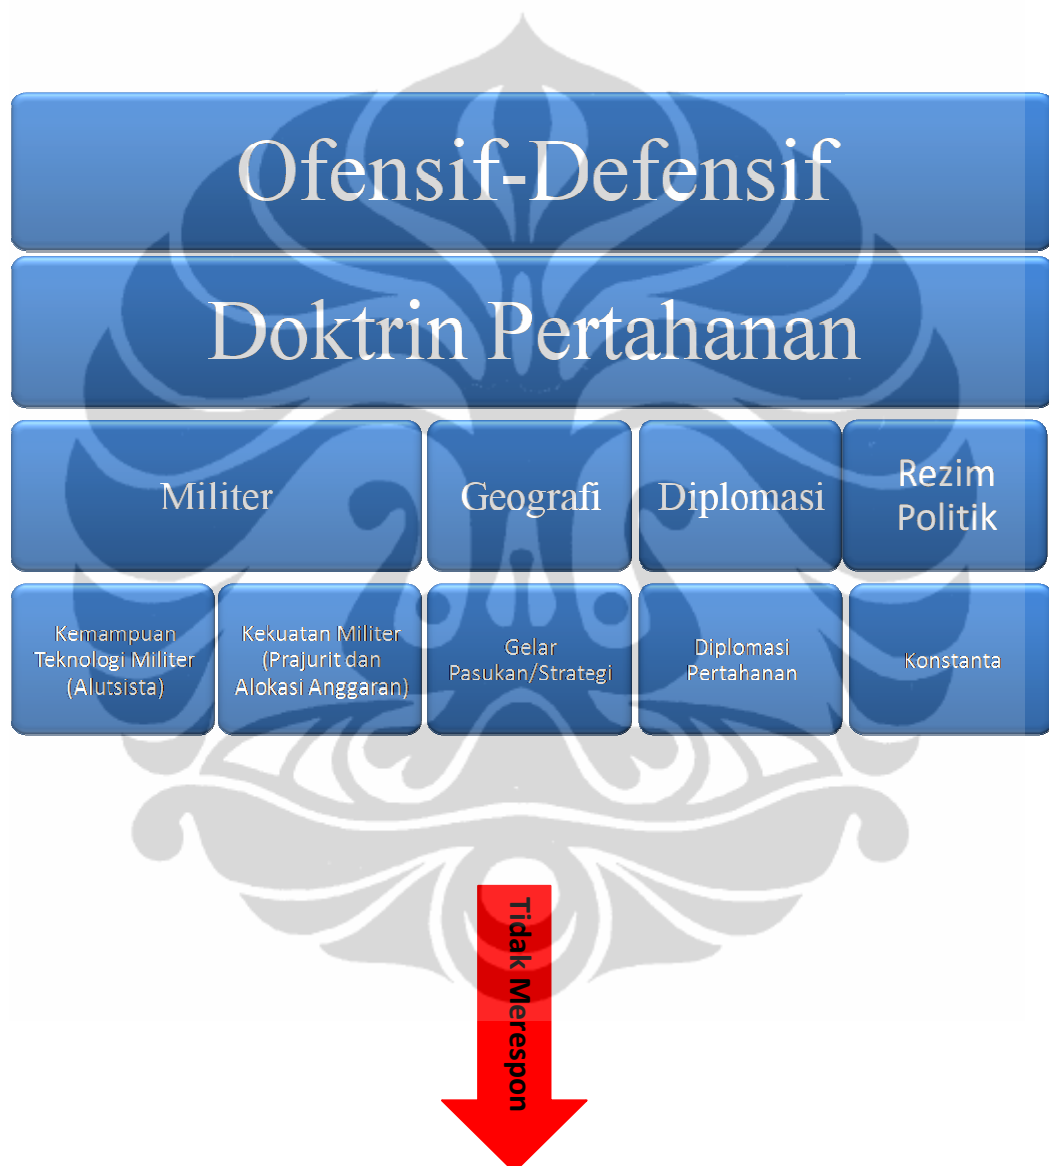 Ofensif-Defensif
Doktrin Pertahanan
Militer
Geografi
Diplomasi
Rezim
Politik
Kemampuan
Teknologi Militer
(Alutsista)
Kekuatan Militer
(Prajurit dan
Alokasi Anggaran)
Gelar
Pasukan/Strategi
Diplomasi
Pertahanan
Konstanta
Tidak Merespon